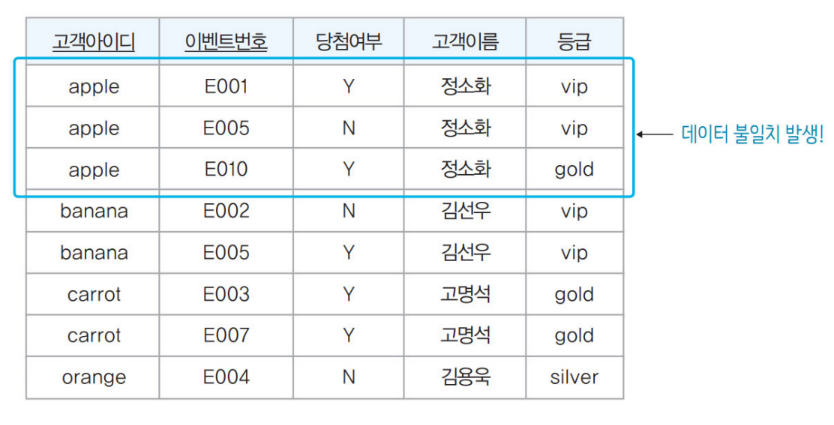 고객아이디 이벤트번호 당첨여부 고객이름 등급
apple E001 Y 정소화 vip
apple E005 N 정소화 vip
apple E010 Y 정소화 gold
banana E002 N 김선우 vip
banana E005 Y 김선우 vip
carrot E003 Y 고명석 gold
carrot E007 Y 고명석 gold
orange E004 N 김용욱 silver
데이터 불일치 발생!